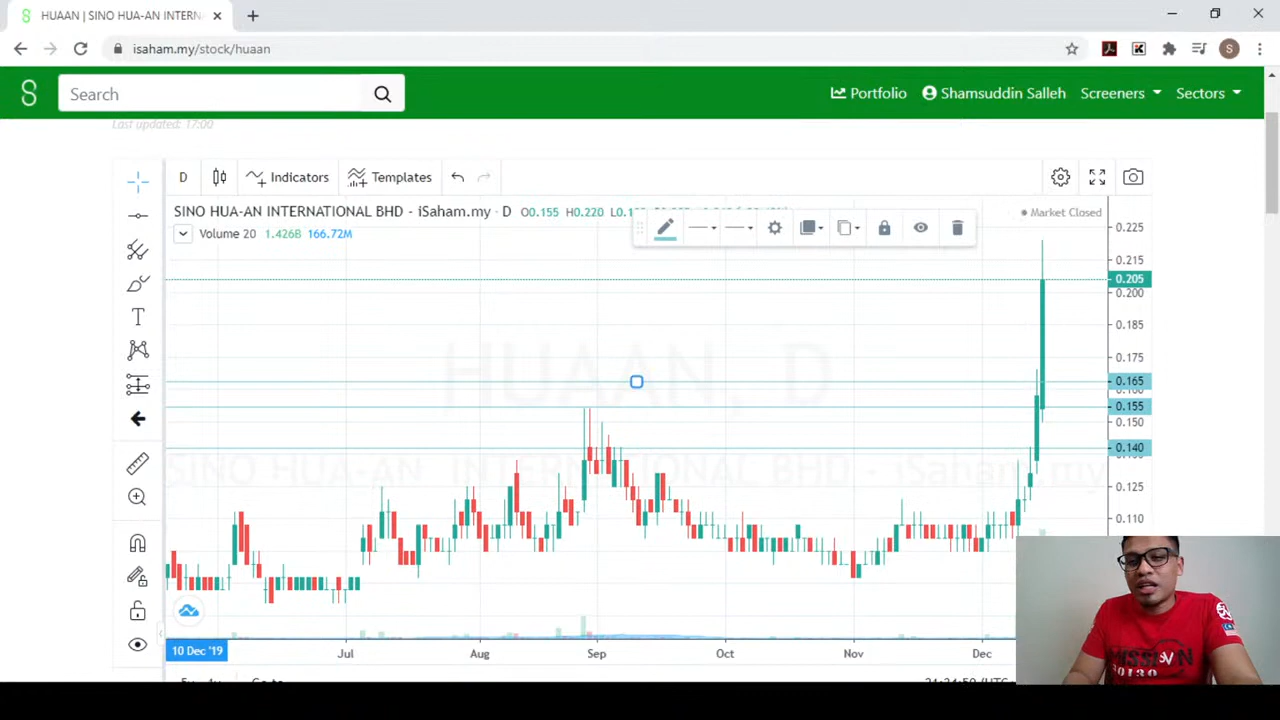 HUAAN | SINO HUA-AN INTERN
isaham.my/stock/huaan
S
Search
Portfolio
Shamsuddin Salleh
Screeners
Sectors
Last updated: 17:00
D
Indicators
Templates
SINO HUA-AN INTERNATIONAL BHD - iSaham.my · D O0.155 H0.220
Market Closed
Volume 20 1.426B 166.72M
0.225
0.215
0.205
0.200
0.185
0.175
0.165
0.155
0.150
0.140
0.125
0.110
HUAAN, D
SINO HUA-AN INTERNATIONAL BHD - iSaham.my
T
10 Dec '19
Jul
Aug
Sep
Oct
Nov
Dec